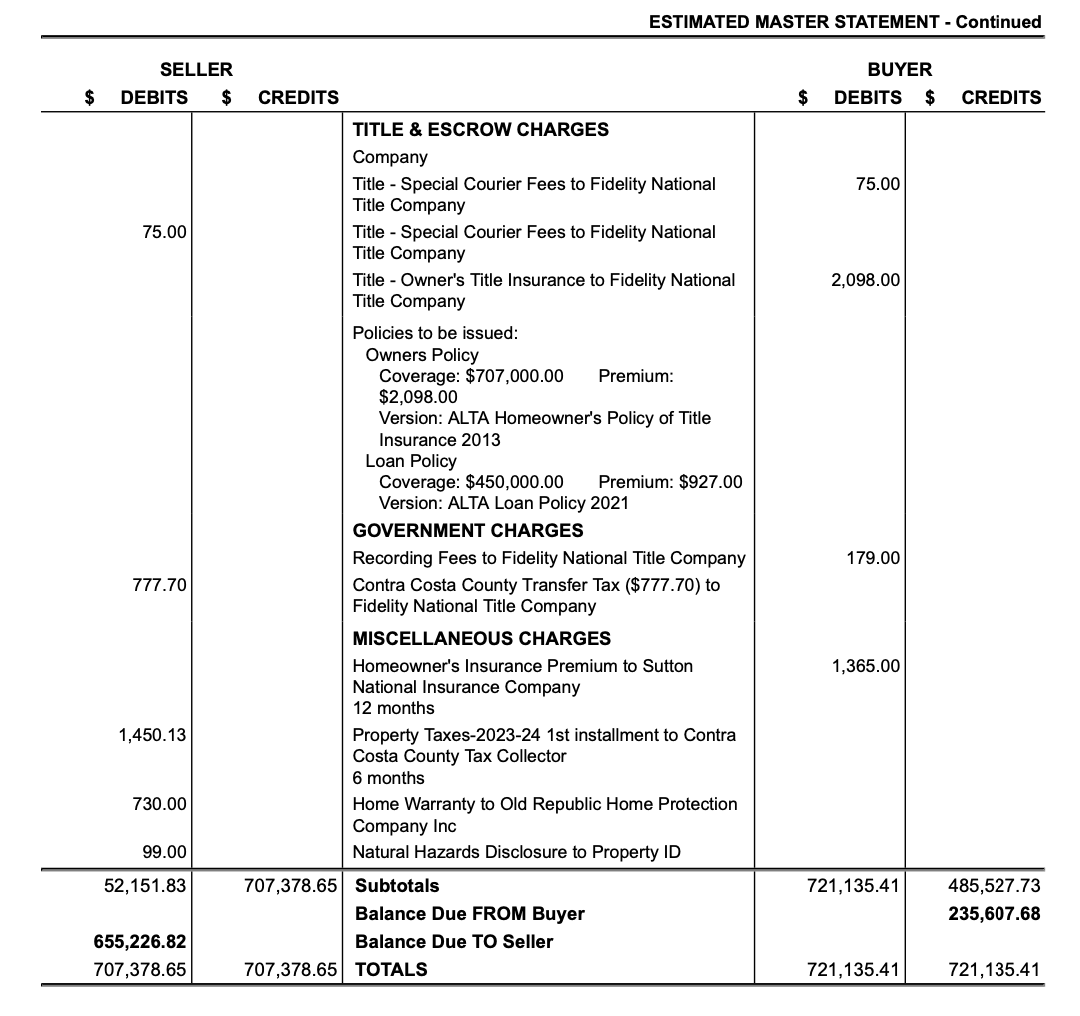 ESTIMATED MASTER STATEMENT - Continued
SELLER BUYER
$ DEBITS $ CREDITS $ DEBITS $ CREDITS
TITLE & ESCROW CHARGES
Company
Title - Special Courier Fees to Fidelity National 75.00
Title Company
75.00 Title - Special Courier Fees to Fidelity National
Title Company
Title - Owner's Title Insurance to Fidelity National 2,098.00
Title Company
Policies to be issued:
Owners Policy
Coverage: $707,000.00 Premium:
$2,098.00
Version: ALTA Homeowner's Policy of Title
Insurance 2013
Loan Policy
Coverage: $450,000.00 Premium: $927.00
Version: ALTA Loan Policy 2021
GOVERNMENT CHARGES
Recording Fees to Fidelity National Title Company 179.00
777.70 Contra Costa County Transfer Tax ($777.70) to
Fidelity National Title Company
MISCELLANEOUS CHARGES
Homeowner's Insurance Premium to Sutton 1,365.00
National Insurance Company
12 months
1,450.13 Property Taxes-2023-24 1st installment to Contra
Costa County Tax Collector
6 months
730.00 Home Warranty to Old Republic Home Protection
Company Inc
99.00 Natural Hazards Disclosure to Property ID
52,151.83 707,378.65 Subtotals 721,135.41 485,527.73
Balance Due FROM Buyer 235,607.68
655,226.82 Balance Due TO Seller
707,378.65 707,378.65 TOTALS 721,135.41 721,135.41